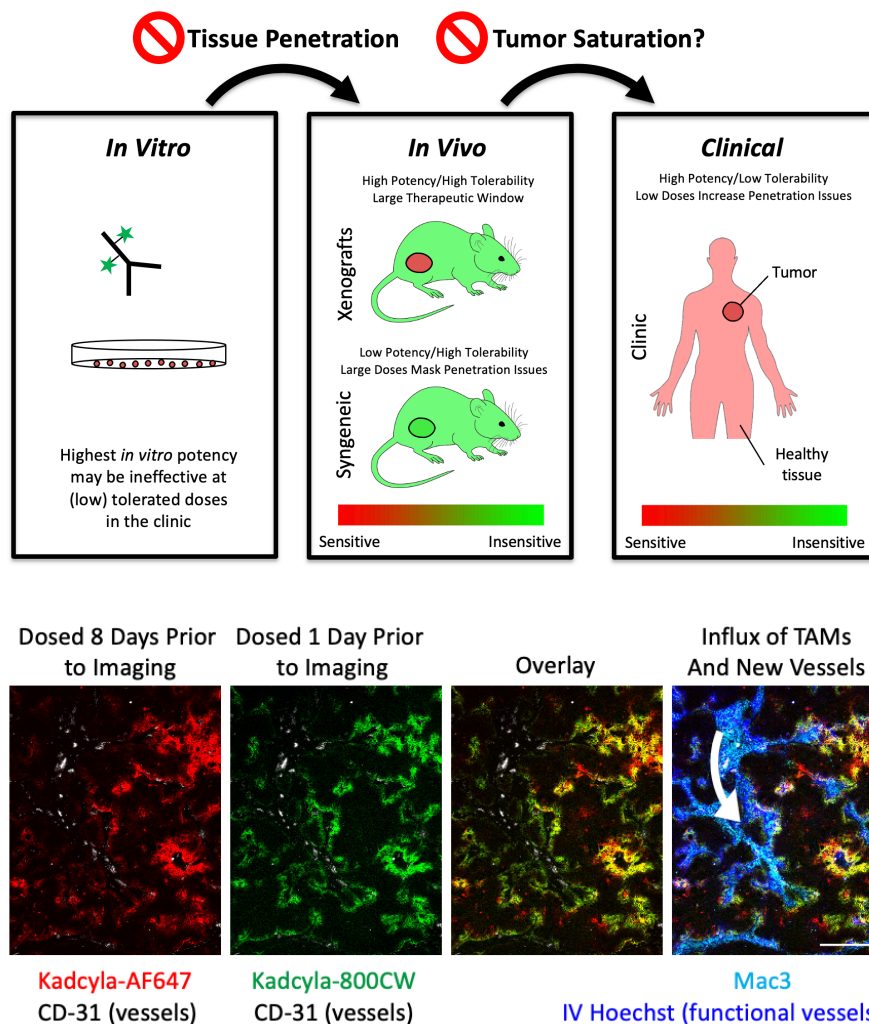 Tissue Penetration
Tumor Saturation?
In Vitro
Highest in vitro potency
may be ineffective at
(low) tolerated doses
in the clinic
In Vivo
High Potency/High Tolerability
Large Therapeutic Window
Xenografts
Low Potency/High Tolerability
Large Doses Mask Penetration Issues
Syngeneic
Sensitive
Insensitive
Clinical
High Potency/Low Tolerability
Low Doses Increase Penetration Issues
Clinic
Tumor
Healthy
tissue
Sensitive
Insensitive
Dosed 8 Days Prior
to Imaging
Dosed 1 Day Prior
to Imaging
Overlay
Influx of TAMs
And New Vessels
Kadcyla-AF647
CD-31 (vessels)
Kadcyla-800CW
CD-31 (vessels)
Mac3
IV Hoechst (functional vessels